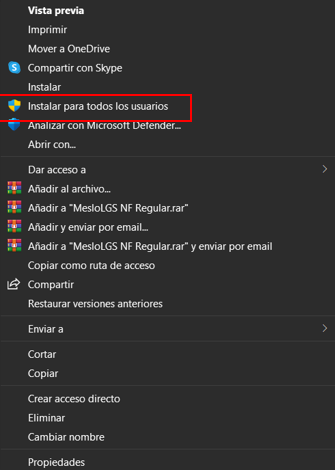 Vista previa
Imprimir
Mover a OneDrive
Compartir con Skype
Instalar
Instalar para todos los usuarios
Analizar con Microsoft Defender...
Abrir con...
Dar acceso a
Añadir al archivo...
Añadir a "MesloLGS NF Regular.rar"
Añadir y enviar por email...
Añadir a "MesloLGS NF Regular.rar" y enviar por email
Copiar como ruta de acceso
Compartir
Restaurar versiones anteriores
Enviar a
Cortar
Copiar
Crear acceso directo
Eliminar
Cambiar nombre
Propiedades